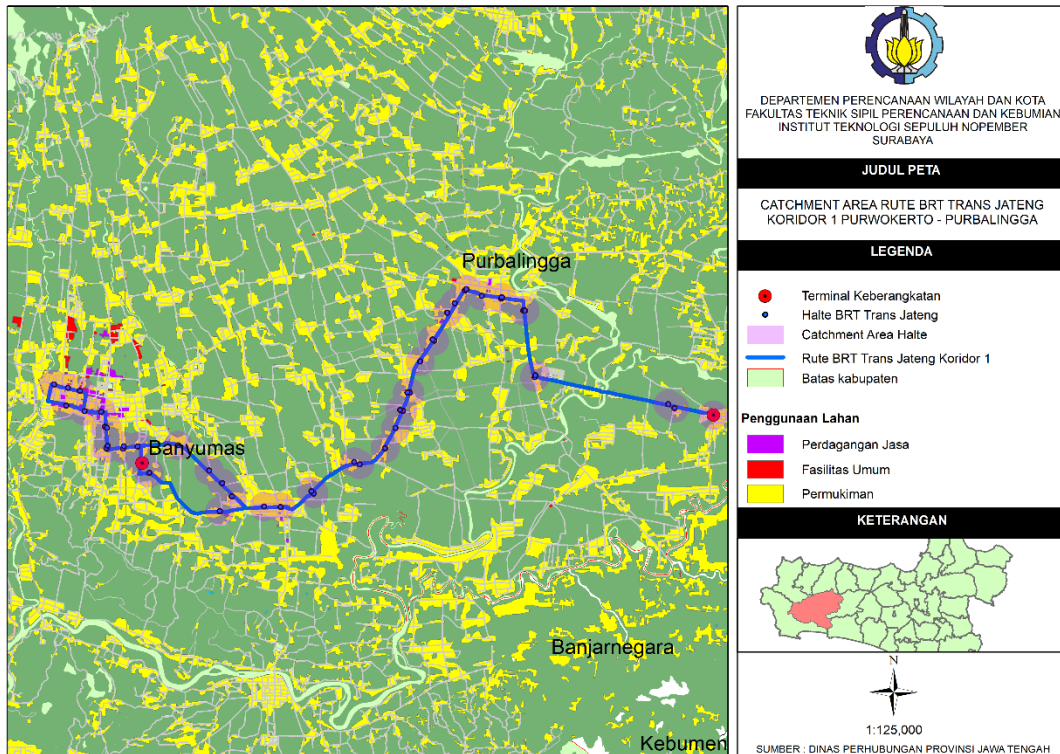 Purbalingga
Banyumas
Banjarnegara
Kebumen
DEPARTEMEN PERENCANAAN WILAYAH DAN KOTA
FAKULTAS TEKNIK SIPIL PERENCANAAN DAN KEBUMIAN
INSTITUT TEKNOLOGI SEPULUH NOPEMBER
SURABAYA
JUDUL PETA
CATCHMENT AREA RUTE BRT TRANS JATENG
KORIDOR 1 PURWOKERTO - PURBALINGGA
LEGENDA
Terminal Keberangkatan
Halte BRT Trans Jateng
Catchment Area Halte
Rute BRT Trans Jateng Koridor 1
Batas kabupaten
Penggunaan Lahan
Perdagangan Jasa
Fasilitas Umum
Permukiman
KETERANGAN
N
1:125,000
SUMBER : DINAS PERHUBUNGAN PROVINSI JAWA TENGAH